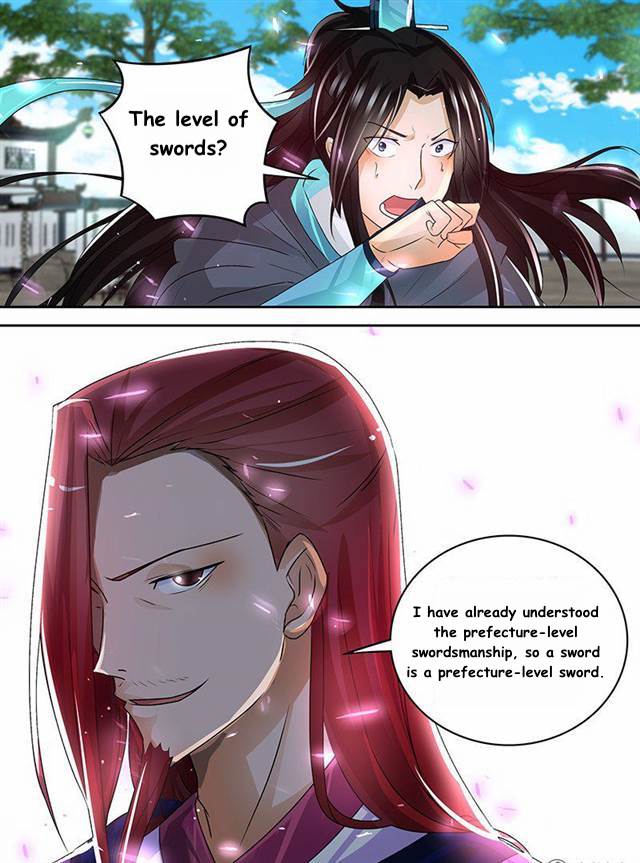 The level of
swords?
I have already understood
the prefecture-level
swordsmanship, so a sword
is a prefecture-level sword.